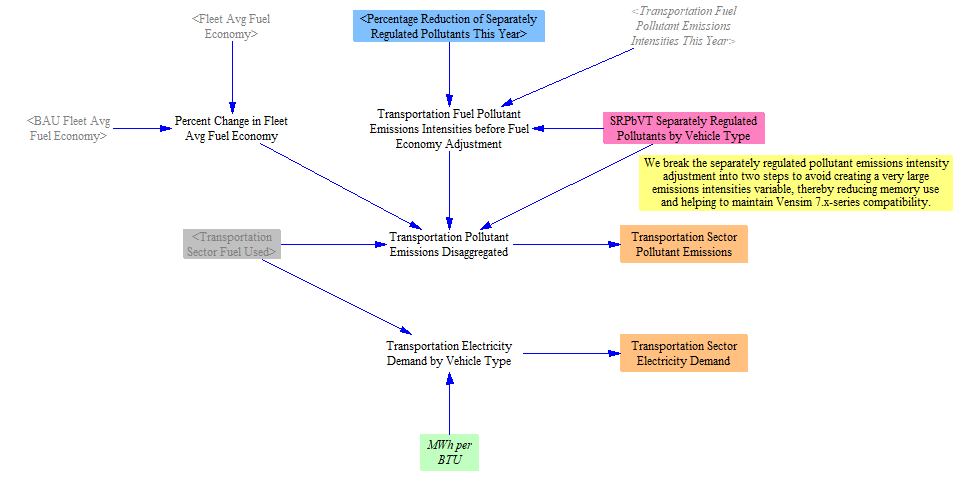 <Fleet Avg Fuel
Economy>
<Percentage Reduction of Separately
Regulated Pollutants This Year>
<Transportation Fuel
Pollutant Emissions
Intensities This Year>
<BAU Fleet Avg
Fuel Economy>
Percent Change in Fleet
Avg Fuel Economy
Transportation Fuel Pollutant
Emissions Intensities before Fuel
Economy Adjustment
SRPbVT Separately Regulated
Pollutants by Vehicle Type
We break the separately regulated pollutant emissions intensity
adjustment into two steps to avoid creating a very large
emissions intensities variable, thereby reducing memory use
and helping to maintain Vensim 7.x-series compatibility.
<Transportation
Sector Fuel Used>
Transportation Pollutant
Emissions Disaggregated
Transportation Sector
Pollutant Emissions
Transportation Electricity
Demand by Vehicle Type
Transportation Sector
Electricity Demand
MWh per
BTU